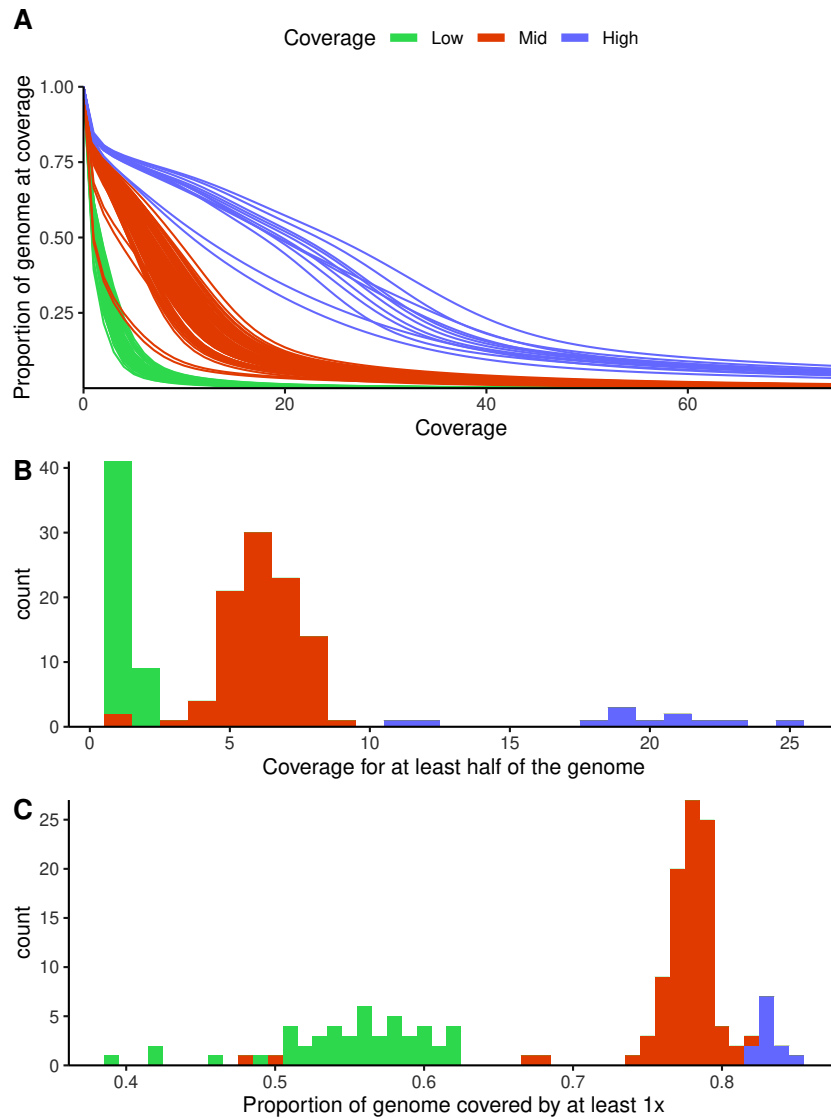 A
Coverage Low Mid High
Proportion of genome at coverage
1.00
0.75
0.50
0.25
0 20 40 60
Coverage
B
count
40
30
20
10
0
0 5 10 15 20 25
Coverage for at least half of the genome
C
count
25
20
15
10
5
0
0.4 0.5 0.6 0.7 0.8
Proportion of genome covered by at least 1x